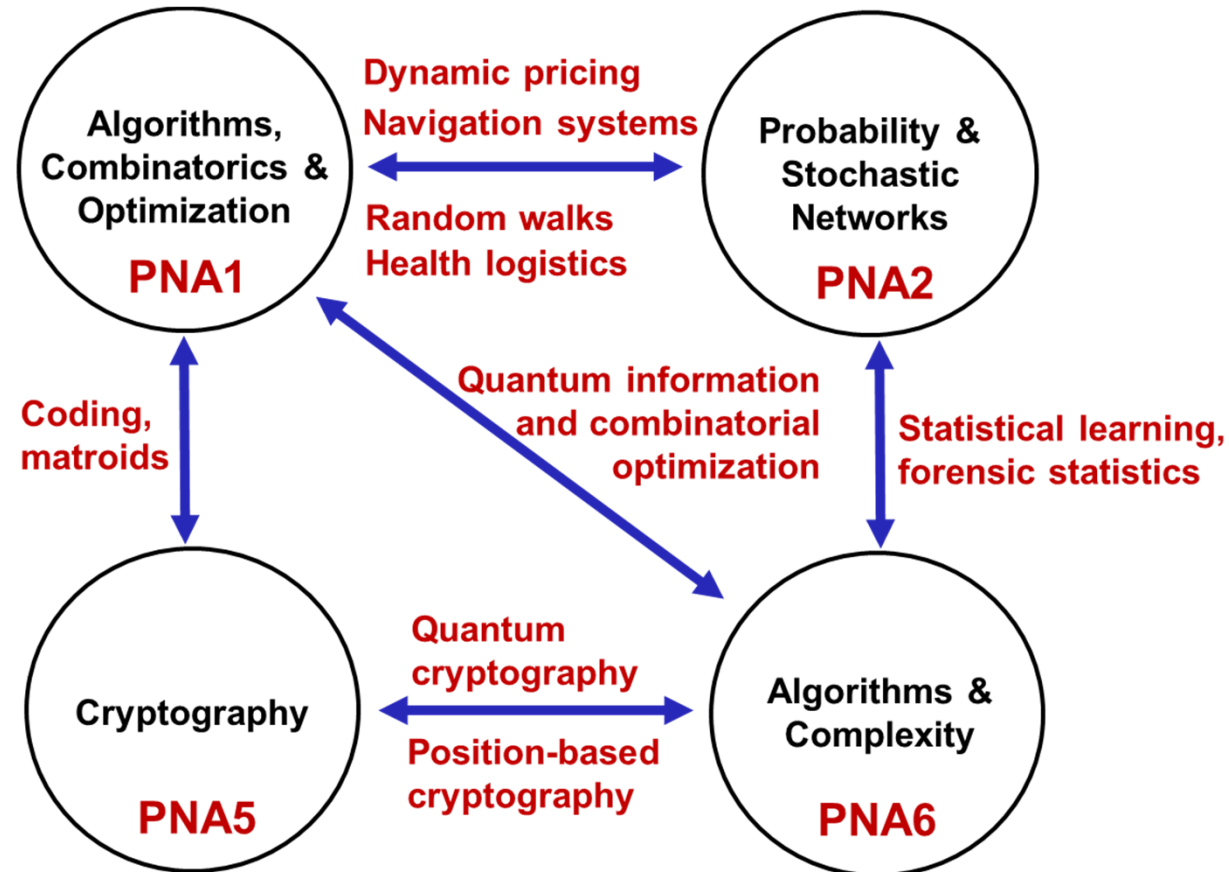 Algorithms,
Combinatorics &
Optimization
PNA1
Dynamic pricing
Navigation systems
Random walks
Health logistics
Probability &
Stochastic
Networks
PNA2
Coding,
matroids
Quantum information
and combinatorial
optimization
Statistical learning,
forensic statistics
Cryptography
PNA5
Quantum
cryptography
Position-based
cryptography
Algorithms &
Complexity
PNA6